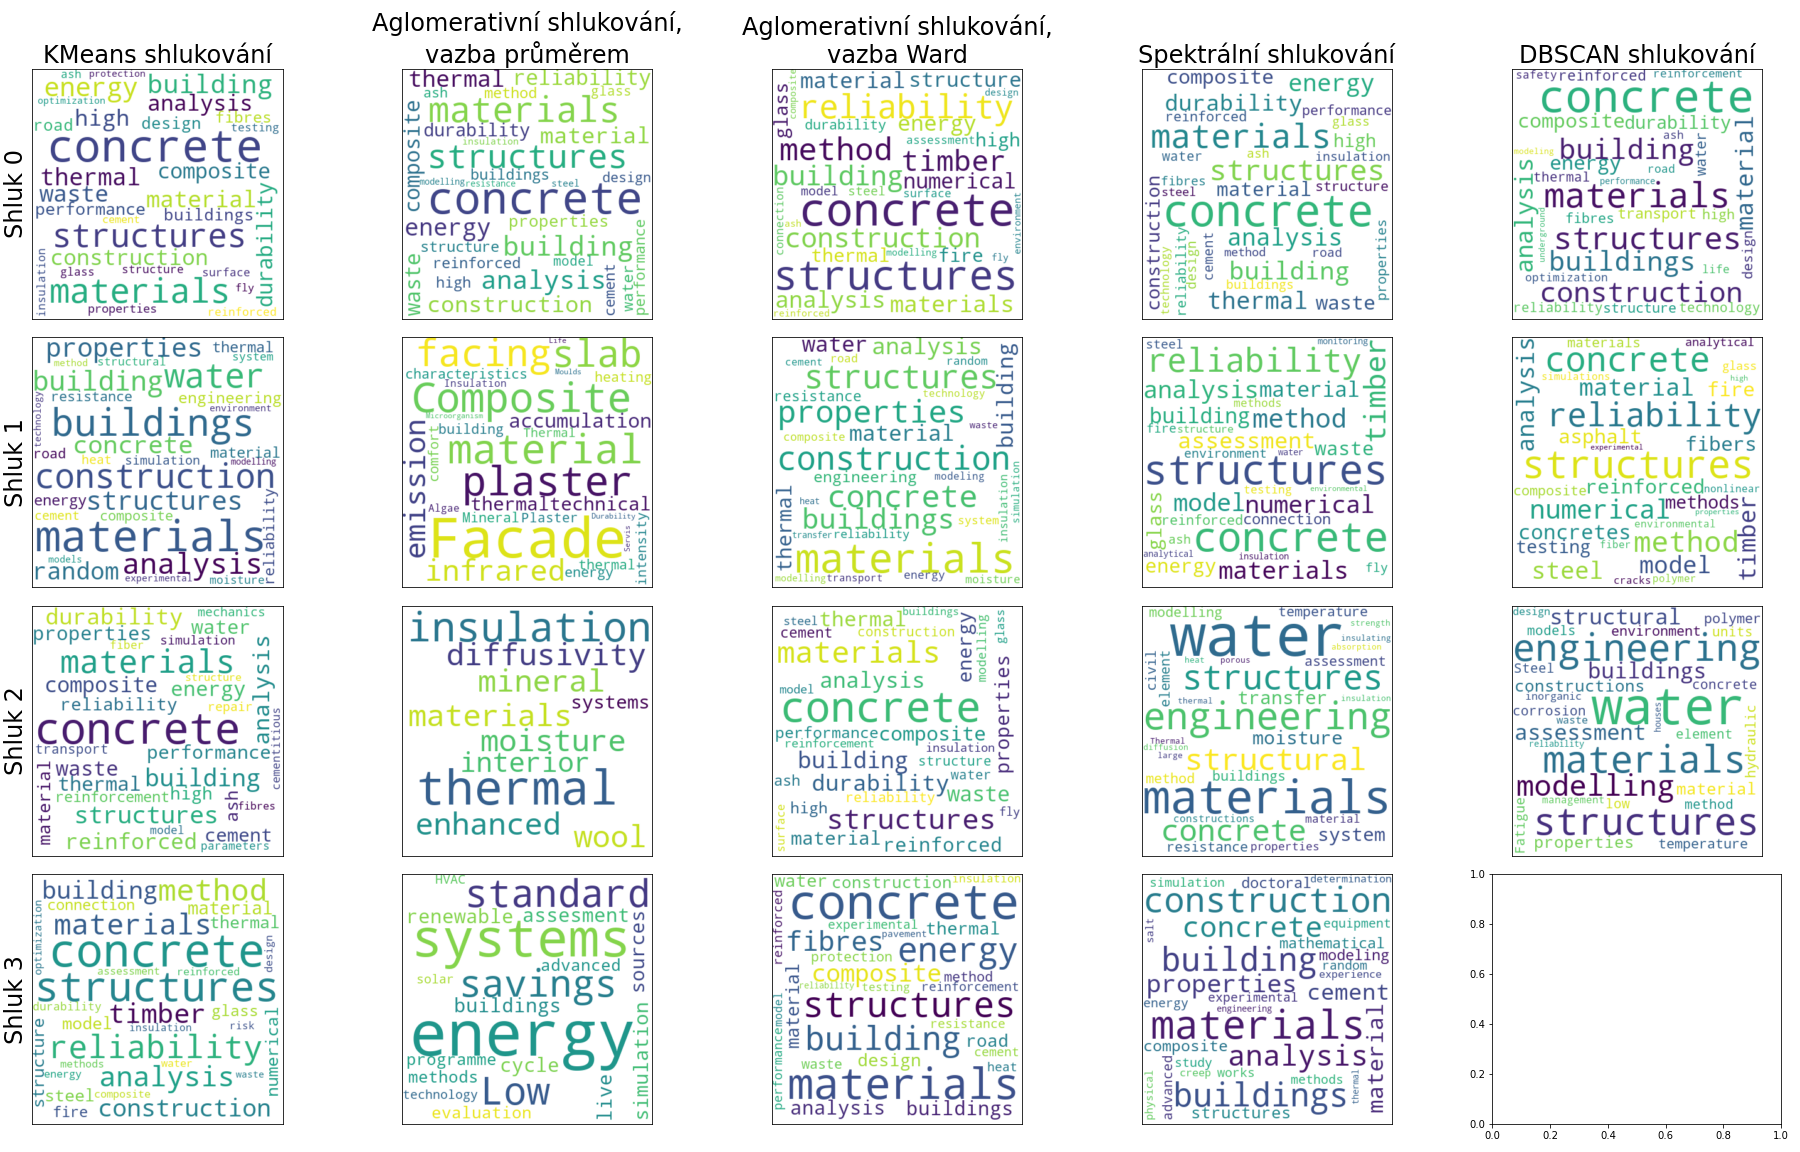 KMeans shlukování
Aglomerativní shlukování,
vazba průměrem
Aglomerativní shlukování,
vazba Ward
Spektrální shlukování
DBSCAN shlukování
Shluk 0
ash protection
energy building
optimization analysis
high fibres
road design testing
concrete
thermal composite
waste material
performance buildings
cement
structures
construction
glass structure surface
materials fly
properties reinforced
insulation durability
thermal reliability
ash method glass
materials
composite durability material
insulation
structures
buildings design
modelling resistance steel
concrete
energy properties
structure building
reinforced model
high analysis
waste construction cement water performance
material structure
glass composite design
reliability
durability energy
method assessment high
timber
building numerical
model steel surface
concrete
connection ash environment
construction
thermal modelling fire fly
structures
analysis materials
reinforced
composite energy
durability performance
reinforced glass
materials high
water ash insulation
structures
fibres material structure
steel
concrete
construction analysis
method road
technology reliability design cement building properties
buildings
thermal waste
safety reinforced reinforcement
concrete
composite durability
ash
modeling building water material
energy road
thermal performance
analysis materials
fibres transport high
underground structures design
buildings life
optimization
construction
reliability structure technology
Shluk 1
properties thermal
method structural system
building water
resistance engineering
technology environment
buildings
concrete
road heat simulation material
modelling
construction
energy structures
cement composite
materials reliability
models
random analysis
experimental moisture
facing slab
Life
characteristics Moulds
Insulation heating
Composite
Microorganism
building accumulation
Thermal
emission comfort material
plaster
thermaltechnical
Algae Mineral Plaster Durability
Facade Servis intensity
thermal
infrared energy
water analysis
cement road random
structures building
resistance technology
properties
composite material waste
construction
engineering modeling
heat concrete insulation simulation
thermal buildings system
transfer reliability
materials
modelling transport energy moisture
steel monitoring
reliability timber
analysis material
methods
building method
fire structure
assessment
environment water waste
structures
testing environmental
glass model numerical
reinforced connection
ash concrete
analytical insulation
energy materials fly
materials analytical
analysis concrete
simulations glass
material high fire
reliability
asphalt fibers
experimental
structures
composite reinforced nonlinear
numerical methods
properties
concretes environmental timber
testing fiber method
steel model
cracks polymer
Shluk 2
durability mechanics
properties water
fiber simulation
materials analysis
structure
composite energy
reliability repair
concrete cementitious
transport performance
material waste building
thermal
reinforcement high ash fibres
structures
model cement
reinforced parameters
insulation
diffusivity
mineral
systems
materials
moisture
interior
thermal
enhanced
wool
steel thermal buildings
cement construction energy modelling glass
materials
analysis properties
model
concrete
performance composite
reinforcement insulation
building structure
ash durability water
reliability waste
high fly
surface structures
material reinforced
modelling temperature
strength
water insulating
absorption
civil element heat porous assessment
structures
thermal transfer insulation
engineering
Thermal moisture
diffusion
large structural
method buildings
materials
constructions material
concrete system
resistance properties
design structural polymer
models environment units
engineering
Steel buildings
constructions concrete
inorganic
corrosion water
waste houses
assessment element
reliability hydraulic
materials
modelling material
management low method
Fatigue structures
properties temperature
Shluk 3
building method
connection material
optimization materials thermal
concrete design
assessment reinforced
structures
durability timber glass
model insulation risk
reliability
methods water
structure energy analysis waste numerical
steel composite
fire construction
HVAC
standard
renewable assesment
systems sources
advanced
solar savings
buildings
energy
programme cycle simulation
methods Low live
technology
evaluation
water construction insulation
reinforced concrete
experimental thermal
fibres pavement energy
protection
composite method
material reliability testing reinforcement
structures
performance model resistance
building road
waste design cement
heat
materials
analysis buildings
simulation doctoral determination
construction
salt concrete equipment
mathematical
building modeling
random
properties experience
energy experimental cement
engineering
materials
composite analysis material
study
physical advanced creep works methods thermal
buildings
structures
1.0
0.8
0.6
0.4
0.2
0.0
0.0 0.2 0.4 0.6 0.8 1.0